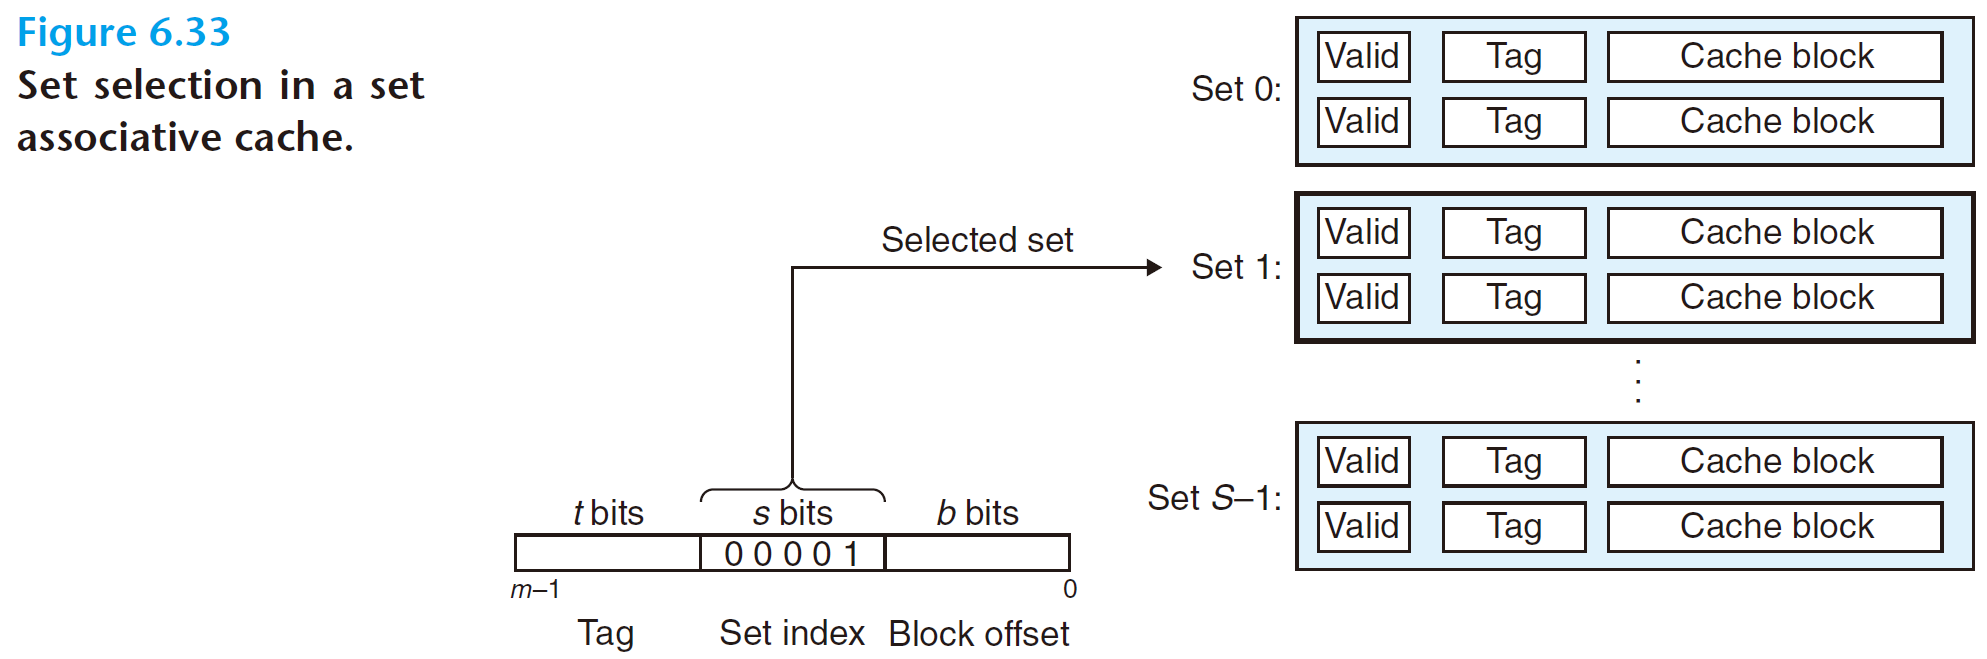 Figure 6.33
Set selection in a set
associative cache.
Set 0:
Valid Tag Cache block
Valid Tag Cache block
Selected set
Set 1:
Valid Tag Cache block
Valid Tag Cache block
⋮
Set S–1:
Valid Tag Cache block
Valid Tag Cache block
t bits s bits b bits
0 0 0 0 1
m–1 0
Tag Set index Block offset